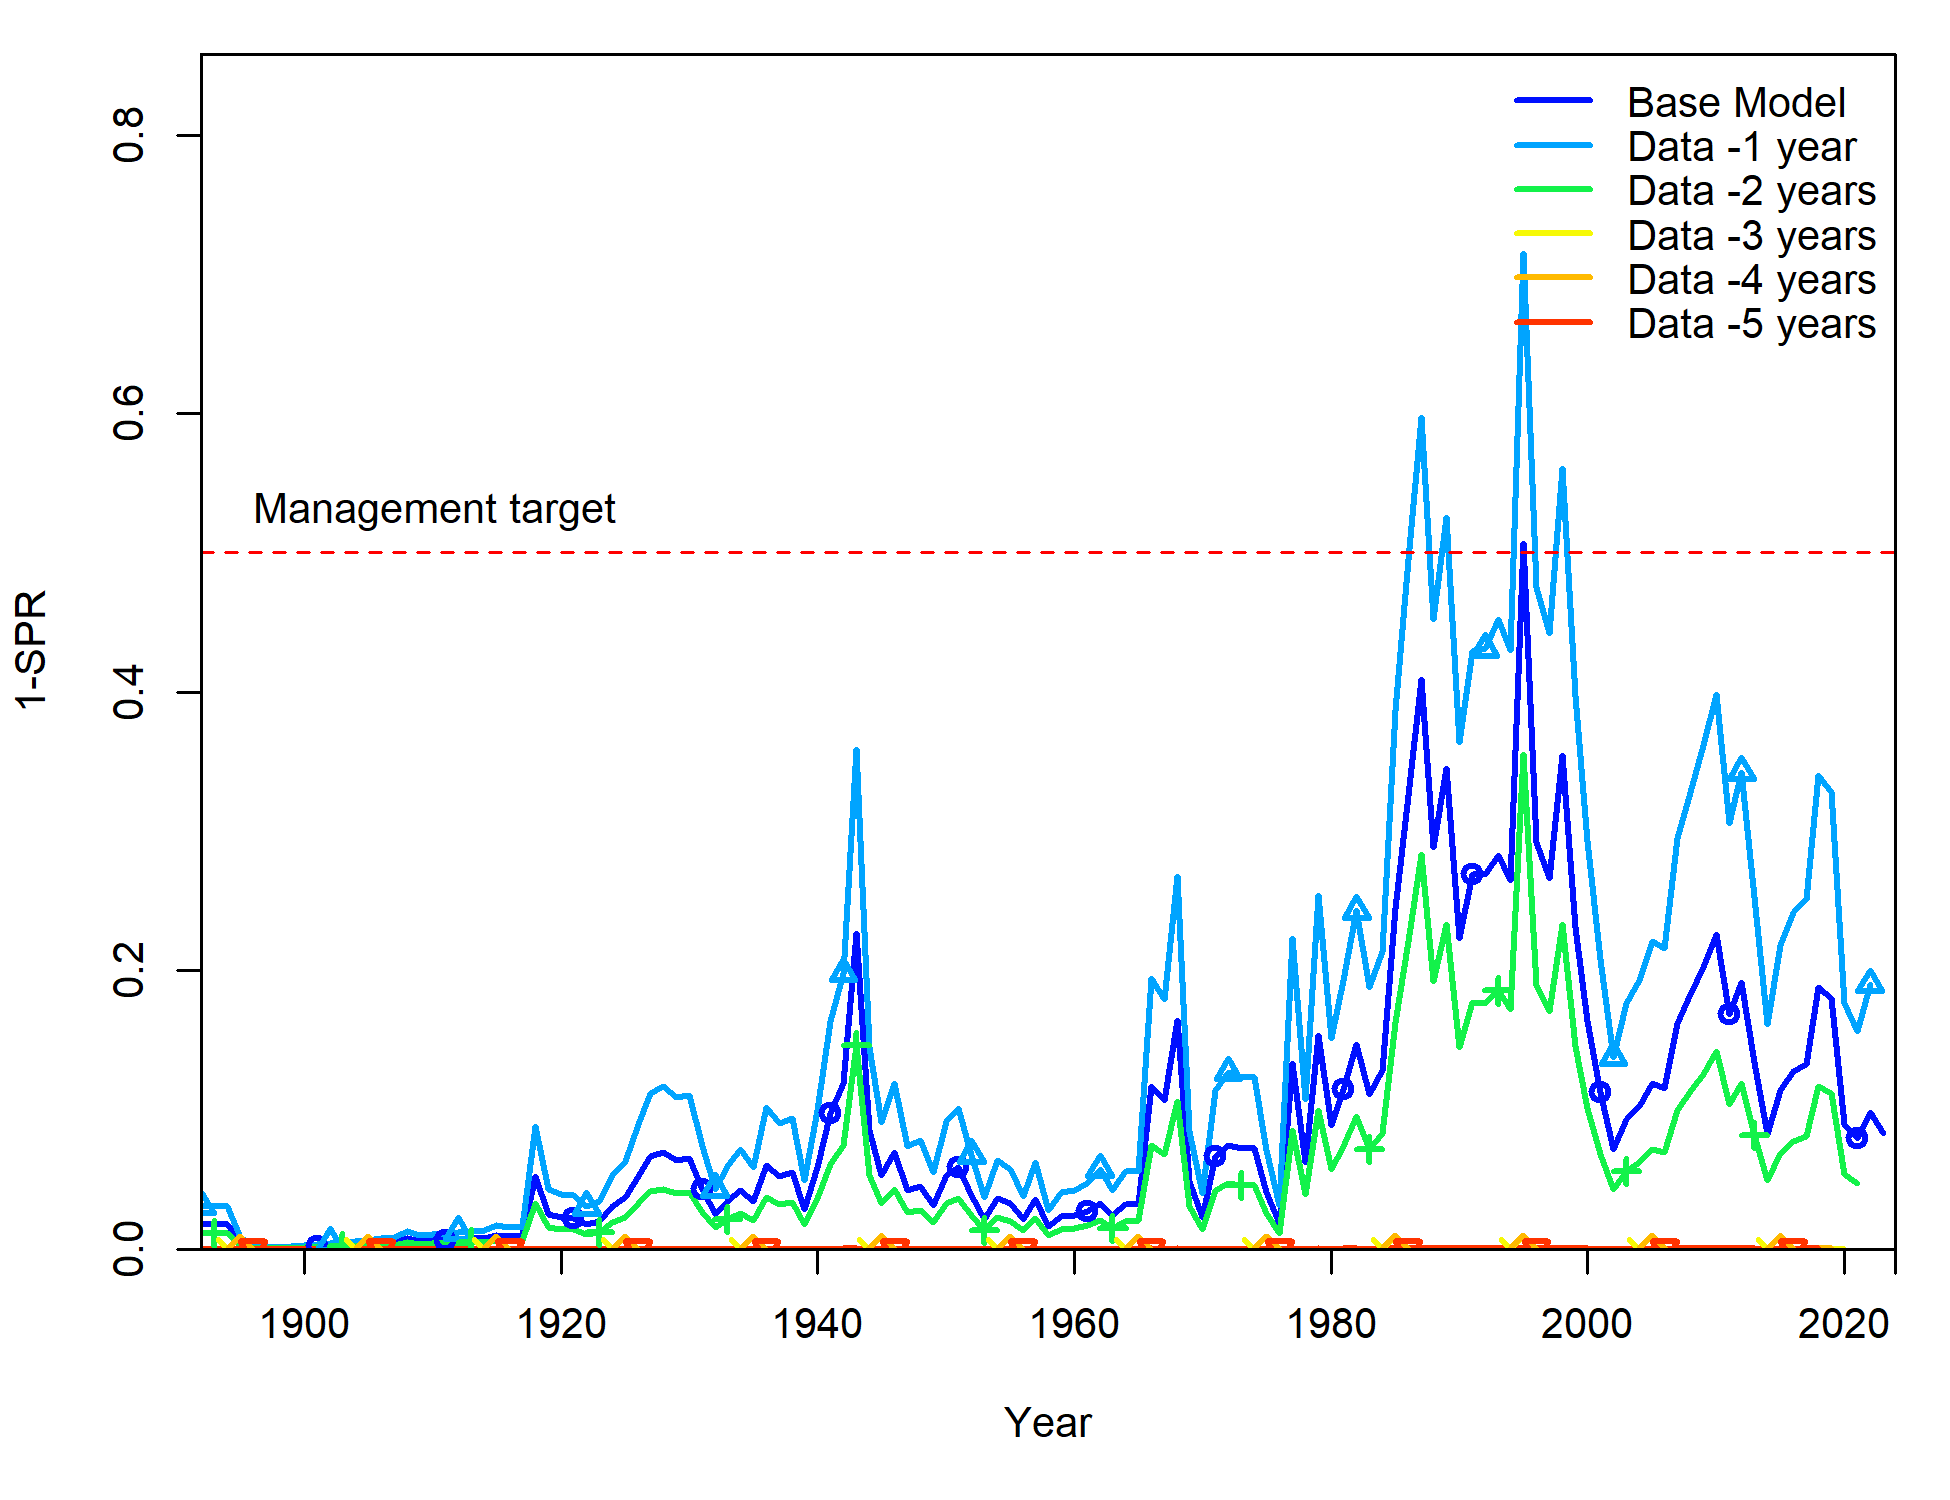 Base Model
Data -1 year
Data -2 years
Data -3 years
Data -4 years
Data -5 years
Management target
1-SPR
0.8
0.6
0.4
0.2
0.0
1900 1920 1940 1960 1980 2000 2020
Year